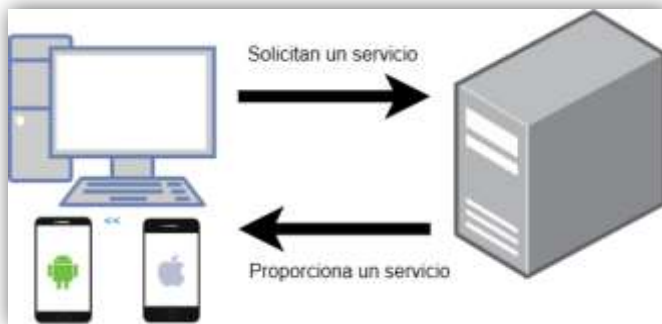 Solicitan un servicio
<<
Proporciona un servicio